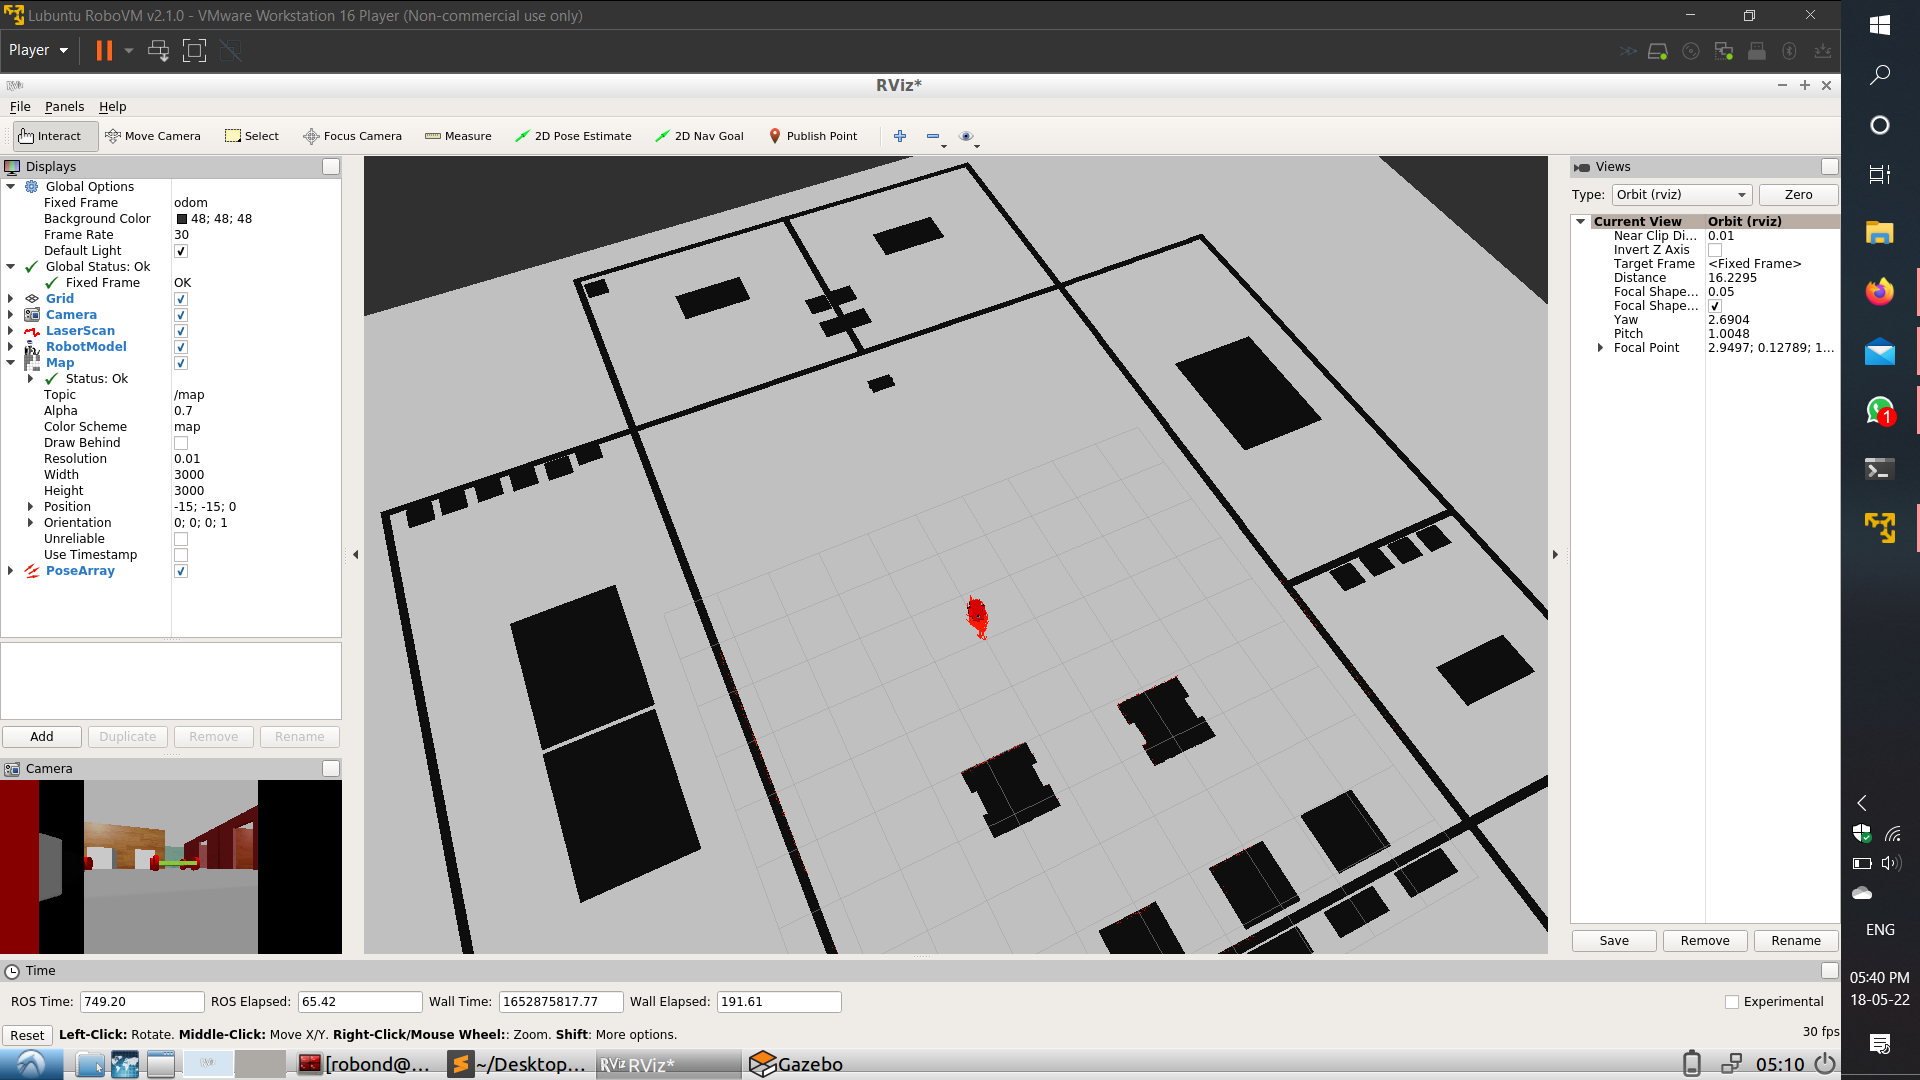 Lubuntu RoboVM v2.1.0 - VMware Workstation 16 Player (Non-commercial use only)
Player
RViz*
File Panels Help
Interact Move Camera Select Focus Camera Measure 2D Pose Estimate 2D Nav Goal Publish Point
Displays
Global Options
Fixed Frame odom
Background Color 48; 48; 48
Frame Rate 30
Default Light
Global Status: Ok
Fixed Frame OK
Grid
Camera
LaserScan
RobotModel
Map
Status: Ok
Topic /map
Alpha 0.7
Color Scheme map
Draw Behind
Resolution 0.01
Width 3000
Height 3000
Position -15; -15; 0
Orientation 0; 0; 0; 1
Unreliable
Use Timestamp
PoseArray
Add Duplicate Remove Rename
Camera
Views
Type: Orbit (rviz) Zero
Current View Orbit (rviz)
Near Clip Di... 0.01
Invert Z Axis
Target Frame <Fixed Frame>
Distance 16.2295
Focal Shape... 0.05
Focal Shape...
Yaw 2.6904
Pitch 1.0048
Focal Point 2.9497; 0.12789; 1...
Save Remove Rename
Time
ROS Time: 749.20 ROS Elapsed: 65.42 Wall Time: 1652875817.77 Wall Elapsed: 191.61 Experimental
Reset Left-Click: Rotate. Middle-Click: Move X/Y. Right-Click/Mouse Wheel:: Zoom. Shift: More options. 30 fps
[robond@... ~/Desktop... RViz RViz* Gazebo 05:10
1
ENG
05:40 PM
18-05-22